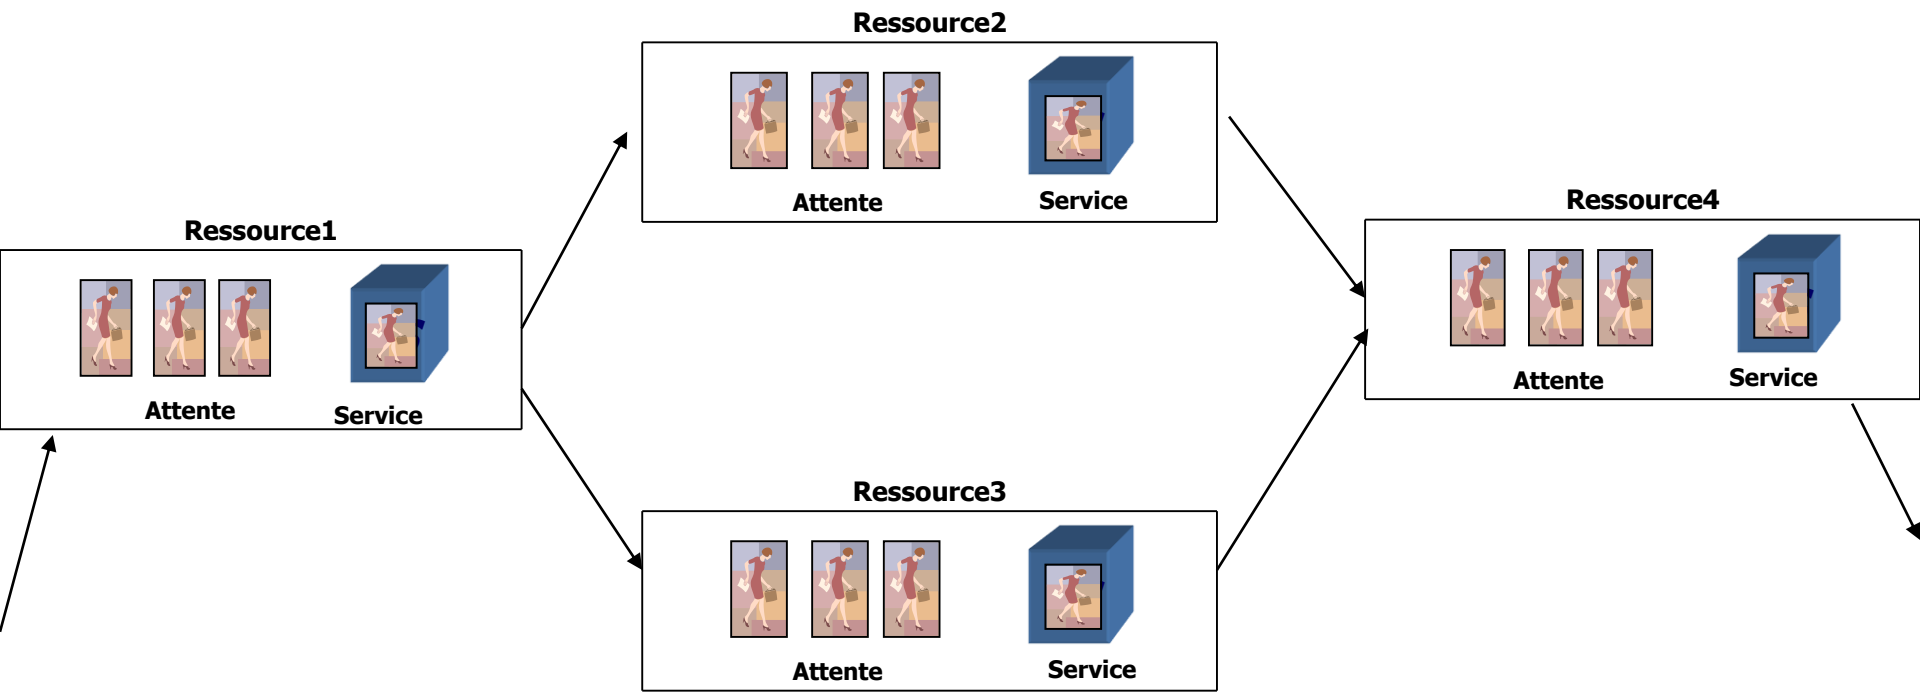 Ressource1
Attente
Service
Ressource2
Attente
Service
Ressource3
Attente
Service
Ressource4
Attente
Service